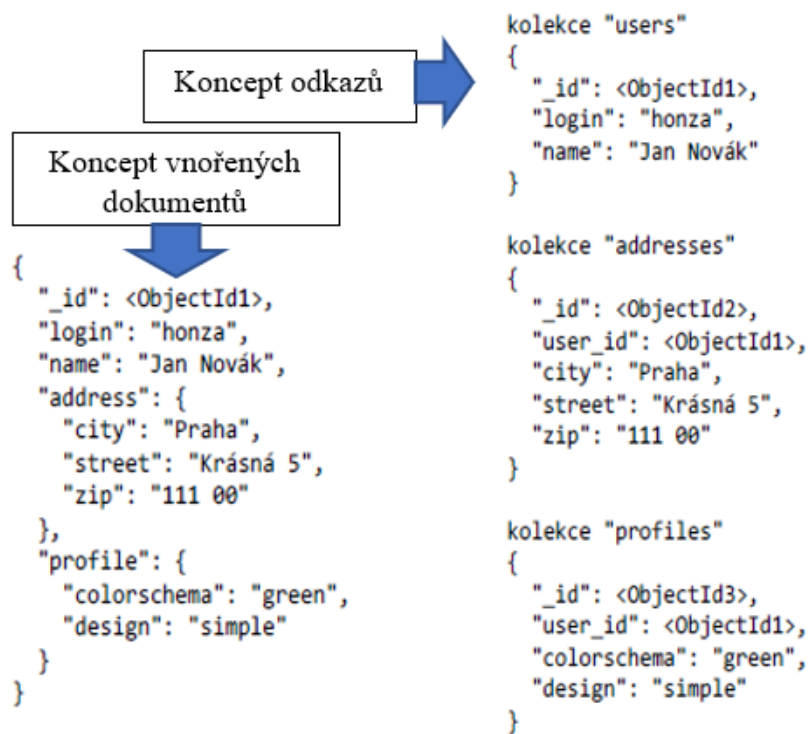 Koncept odkazů
Koncept vnořených
dokumentů
{
  "_id": <ObjectId1>,
  "login": "honza",
  "name": "Jan Novák",
  "address": {
    "city": "Praha",
    "street": "Krásná 5",
    "zip": "111 00"
  },
  "profile": {
    "colorschema": "green",
    "design": "simple"
  }
}
kolekce "users"
{
  "_id": <ObjectId1>,
  "login": "honza",
  "name": "Jan Novák"
}
kolekce "addresses"
{
  "_id": <ObjectId2>,
  "user_id": <ObjectId1>,
  "city": "Praha",
  "street": "Krásná 5",
  "zip": "111 00"
}
kolekce "profiles"
{
  "_id": <ObjectId3>,
  "user_id": <ObjectId1>,
  "colorschema": "green",
  "design": "simple"
}